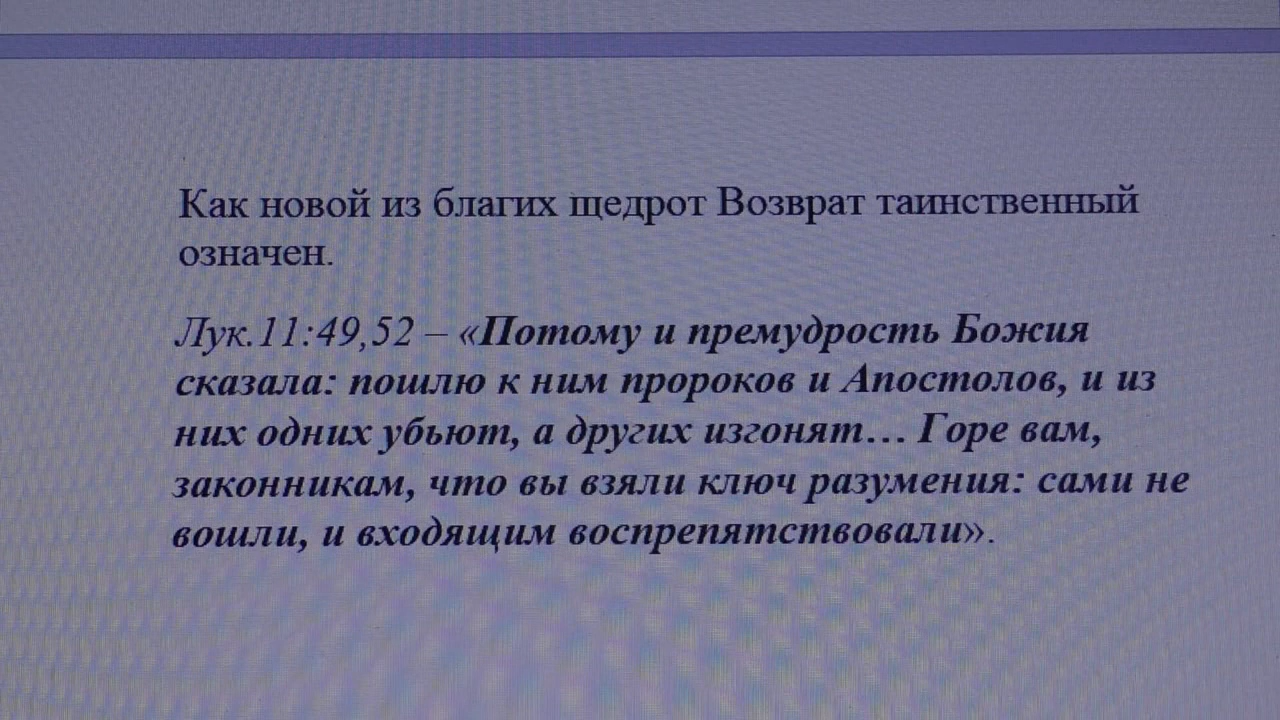 Как новой из благих щедрот Возврат таинственный
означен.
Лук.11:49,52 – «Потому и премудрость Божия
сказала: пошлю к ним пророков и Апостолов, и из
них одних убьют, а других изгонят… Горе вам,
законникам, что вы взяли ключ разумения: сами не
вошли, и входящим воспрепятствовали».